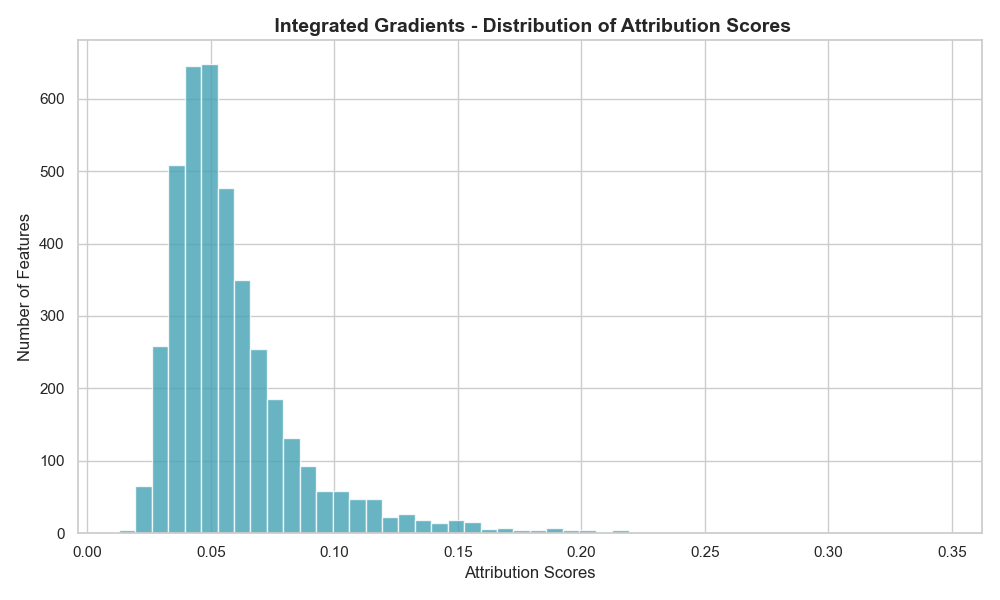 Integrated Gradients - Distribution of Attribution Scores
Number of Features
600
500
400
300
200
100
0
0.00 0.05 0.10 0.15 0.20 0.25 0.30 0.35
Attribution Scores